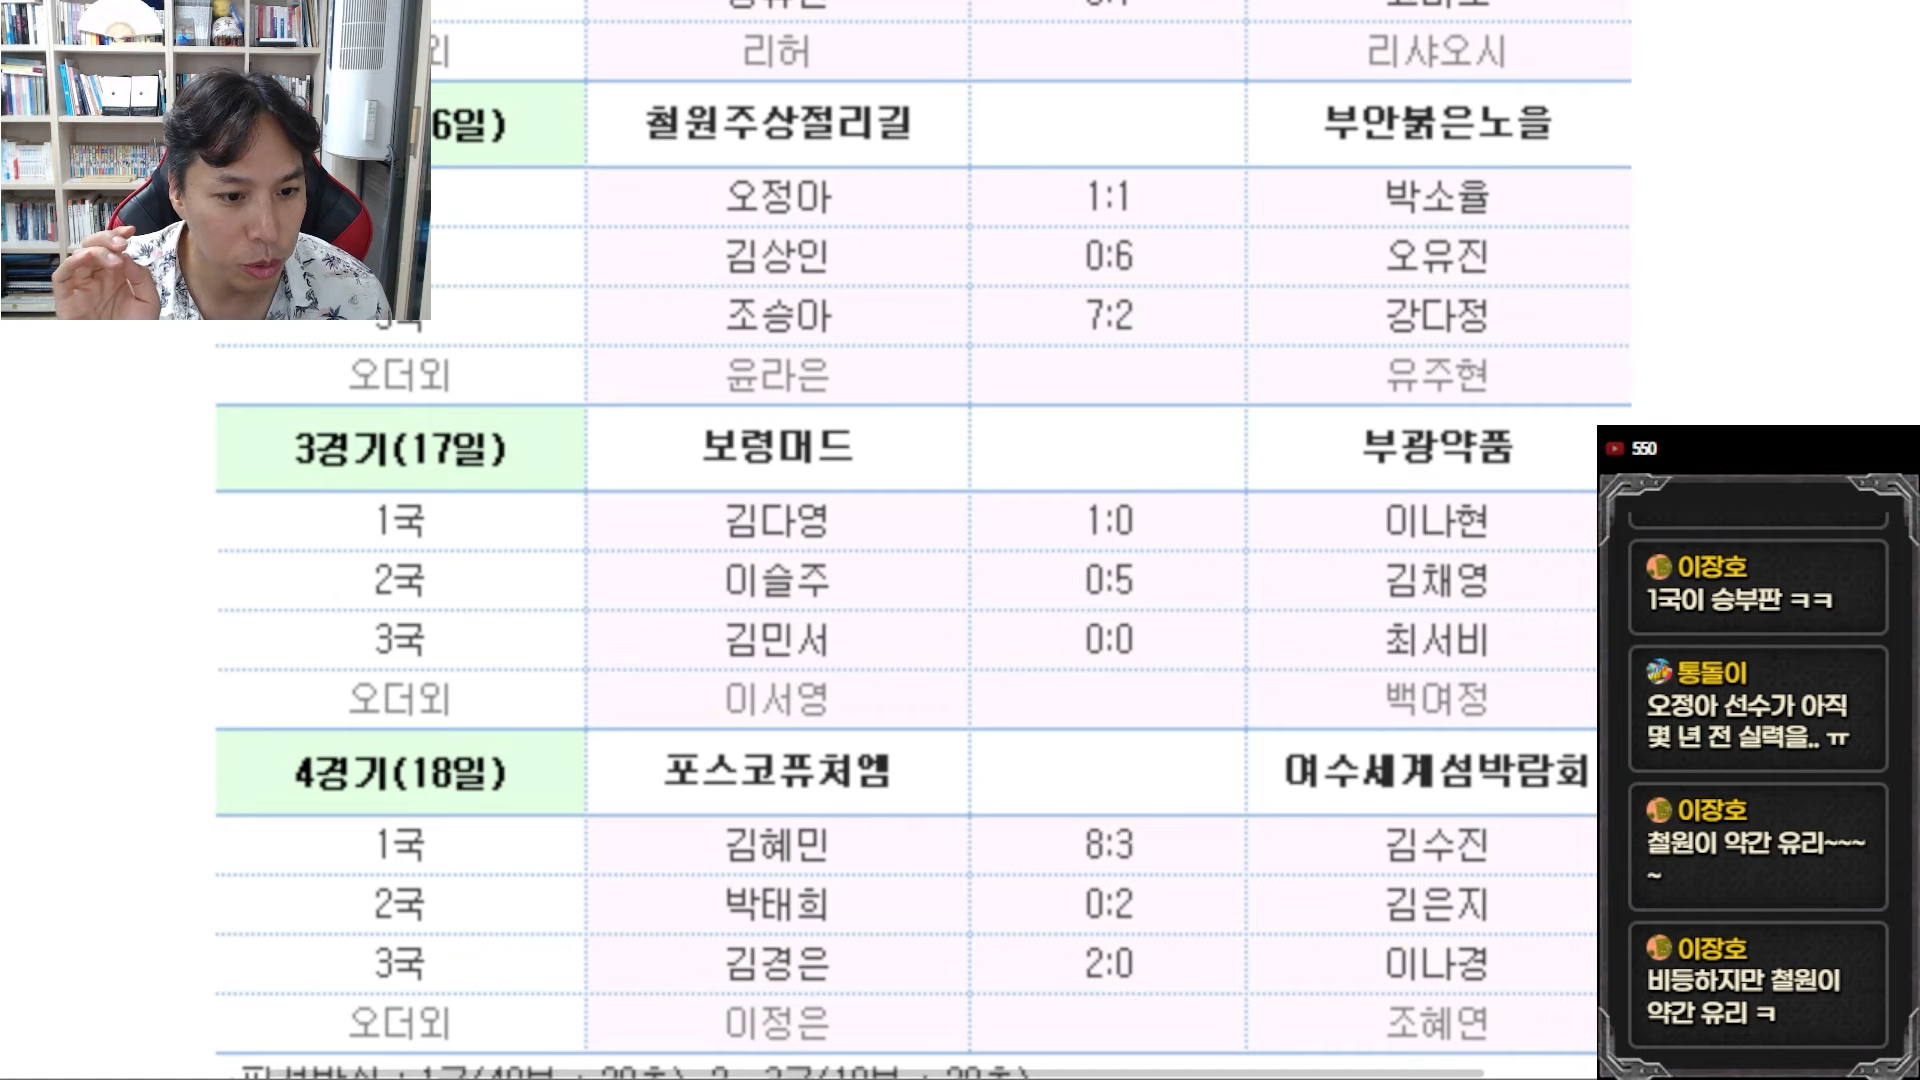 리허 리샤오시
6일) 철원주상절리길 부안붉은노을
오정아 1:1 박소율
김상인 0:6 오유진
조승아 7:2 강다정
오더외 윤라은 유주현
3경기(17일) 보령머드 부광약품
1국 김다영 1:0 이나현
2국 이슬주 0:5 김채영
3국 김민서 0:0 최서비
오더외 이서영 백여정
4경기(18일) 포스코퓨처엠 여수세계섬박람회
1국 김혜민 8:3 김수진
2국 박태희 0:2 김은지
3국 김경은 2:0 이나경
오더외 이정은 조혜연
550
이장호
1국이 승부판 ㅋㅋ
통돌이
오정아 선수가 아직
몇 년 전 실력을.. ㅠ
이장호
철원이 약간 유리~~~
~
이장호
비등하지만 철원이
약간 유리 ㅋ